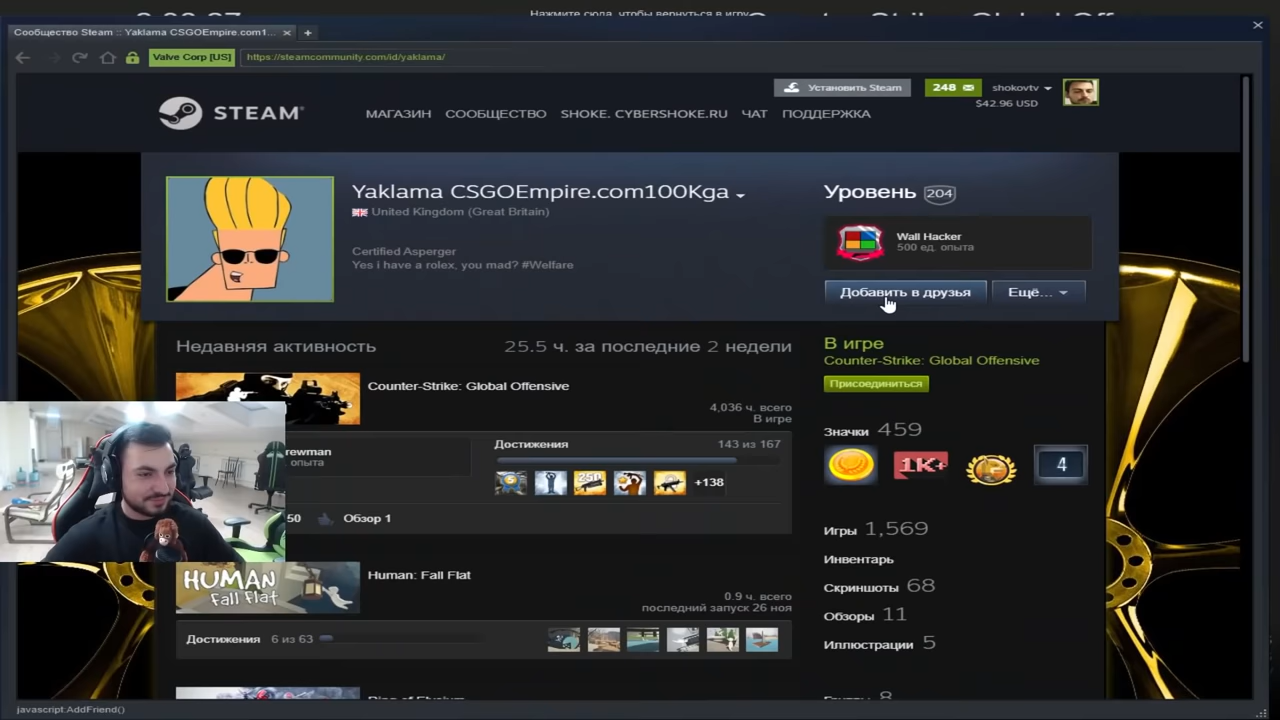 Нажмите сюда, чтобы вернуться в игру
Сообщество Steam :: Yaklama CSGOEmpire.com1...
Valve Corp [US]
https://steamcommunity.com/id/yaklama/
Установить Steam
248
shokovtv
$42.96 USD
STEAM
МАГАЗИН СООБЩЕСТВО SHOKE. CYBERSHOKE.RU ЧАТ ПОДДЕРЖКА
Yaklama CSGOEmpire.com100Kga
United Kingdom (Great Britain)
Certified Asperger
Yes i have a rolex, you mad? #Welfare
Уровень 204
Wall Hacker
500 ед. опыта
Добавить в друзья
Ещё...
Недавняя активность
25.5 ч. за последние 2 недели
Counter-Strike: Global Offensive
4,036 ч. всего
В игре
rewman
опыта
Достижения 143 из 167
250
+138
50
Обзор 1
HUMAN
Fall Flat
Human: Fall Flat
0.9 ч. всего
последний запуск 26 ноя
Достижения 6 из 63
В игре
Counter-Strike: Global Offensive
Присоединиться
Значки 459
1K+
4
Игры 1,569
Инвентарь
Скриншоты 68
Обзоры 11
Иллюстрации 5
javascript:AddFriend()